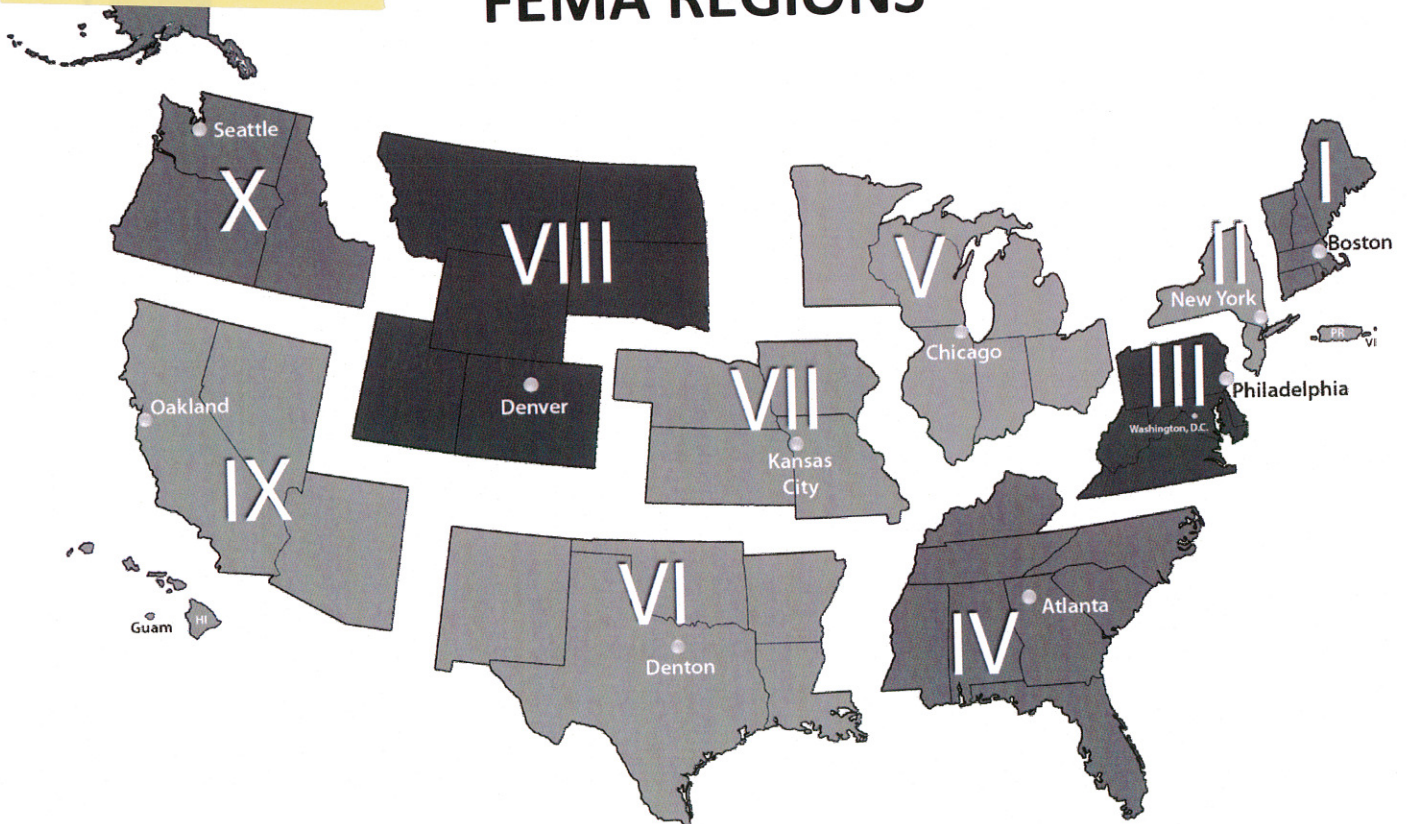 FEMA REGIONS
Seattle
X
VIII
V
I
II
Boston
New York
PR
VI
Chicago
III
Philadelphia
Washington, D.C.
Oakland
Denver
VII
Kansas
City
IX
Guam
HI
VI
Denton
Atlanta
IV